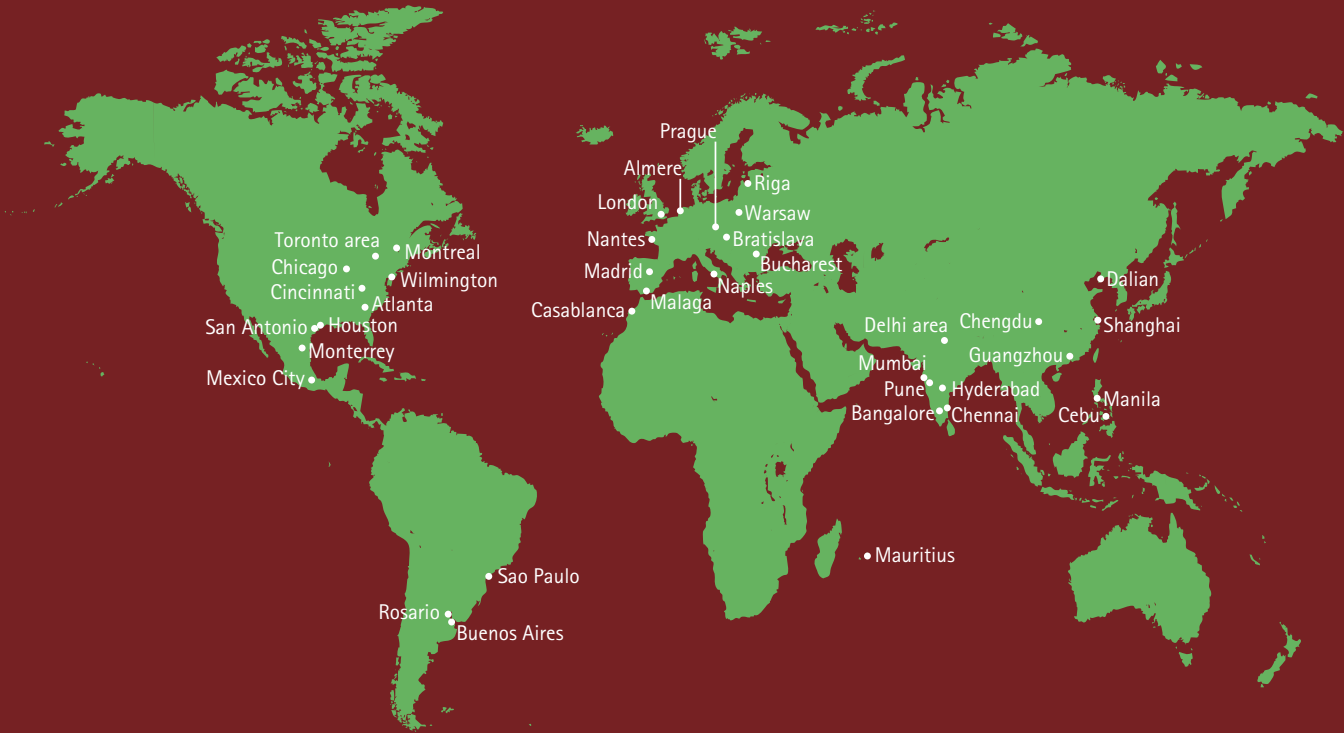 Toronto area
Montreal
Chicago
Wilmington
Cincinnati
Atlanta
San Antonio
Houston
Monterrey
Mexico City
Sao Paulo
Rosario
Buenos Aires
Prague
Almere
Riga
London
Warsaw
Nantes
Bratislava
Bucharest
Madrid
Naples
Malaga
Casablanca
Dalian
Delhi area
Chengdu
Shanghai
Mumbai
Guangzhou
Pune
Hyderabad
Manila
Bangalore
Chennai
Cebu
Mauritius